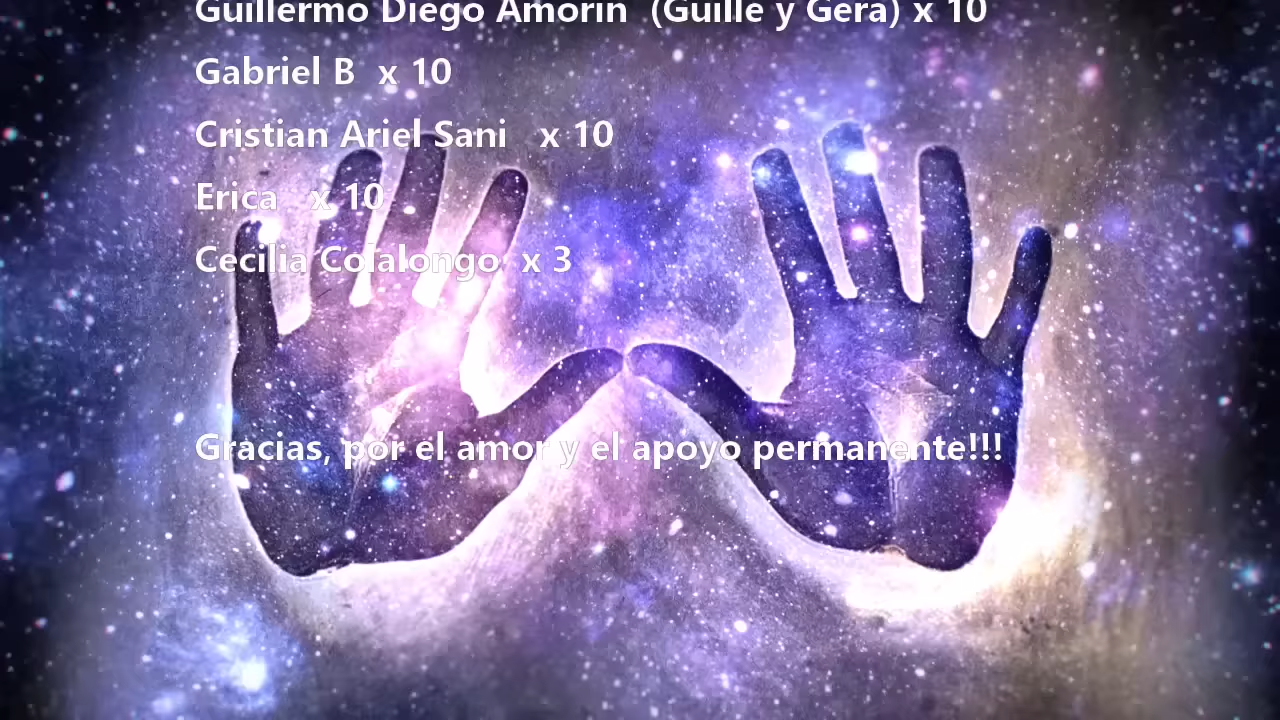 Guillermo Diego Amorin (Guille y Gera) x 10
Gabriel B x 10
Cristian Ariel Sani x 10
Erica x 10
Cecilia Colalongo x 3
Gracias, por el amor y el apoyo permanente!!!